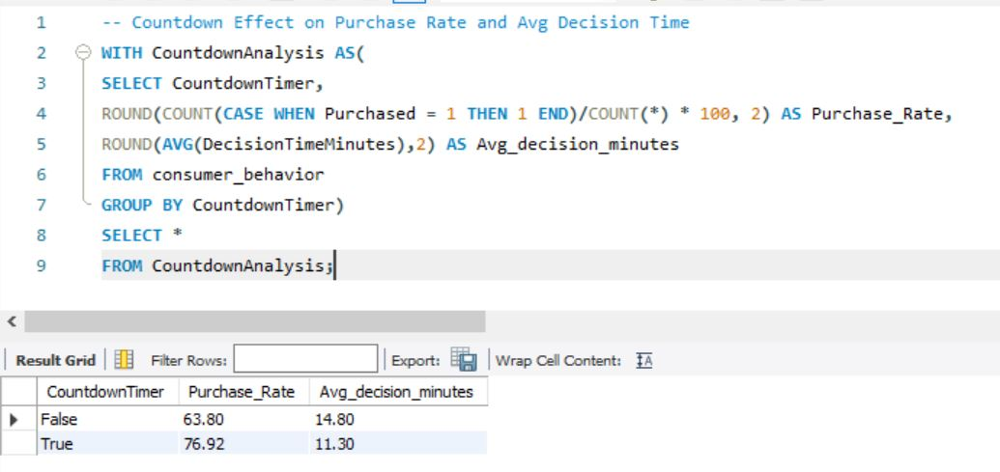 1 -- Countdown Effect on Purchase Rate and Avg Decision Time
2 WITH CountdownAnalysis AS(
3 SELECT CountdownTimer,
4 ROUND(COUNT(CASE WHEN Purchased = 1 THEN 1 END)/COUNT(*) * 100, 2) AS Purchase_Rate,
5 ROUND(AVG(DecisionTimeMinutes),2) AS Avg_decision_minutes
6 FROM consumer_behavior
7 GROUP BY CountdownTimer)
8 SELECT *
9 FROM CountdownAnalysis;
Result Grid Filter Rows: Export: Wrap Cell Content: IA
CountdownTimer Purchase_Rate Avg_decision_minutes
False 63.80 14.80
True 76.92 11.30